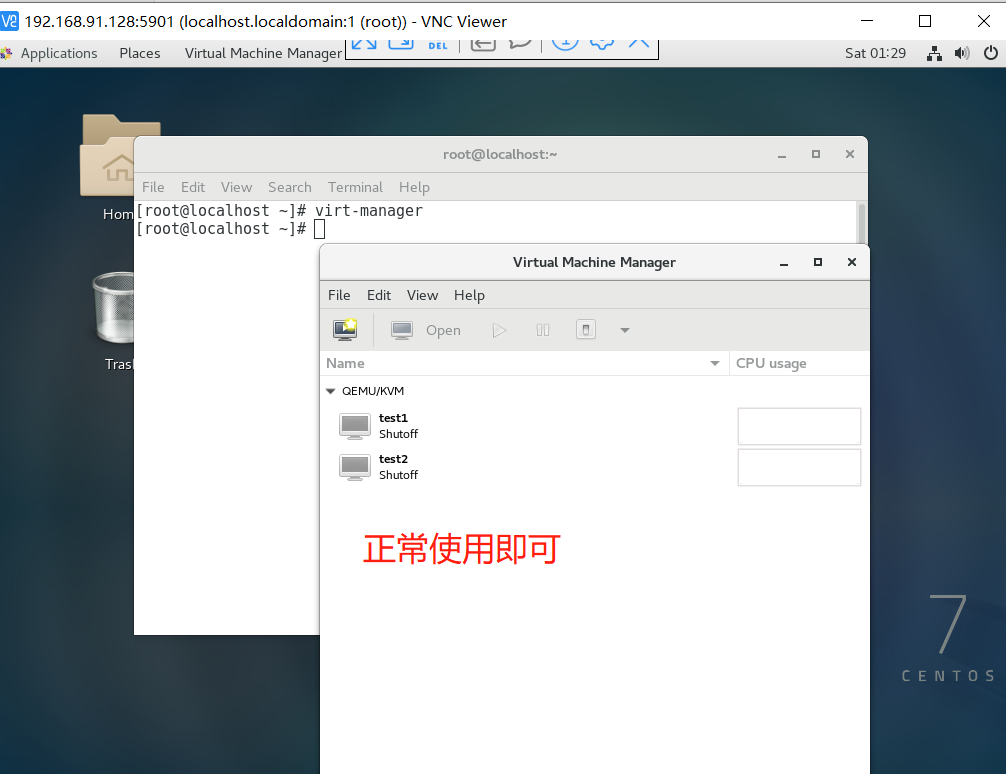 192.168.91.128:5901 (localhost.localdomain:1 (root)) - VNC Viewer
Applications Places Virtual Machine Manager DEL Sat 01:29
root@localhost:~
File Edit View Search Terminal Help
Home
[root@localhost ~]# virt-manager
[root@localhost ~]#
Virtual Machine Manager
File Edit View Help
Open
Trash
Name CPU usage
QEMU/KVM
test1
Shutoff
test2
Shutoff
正常使用即可
7
CENTOS